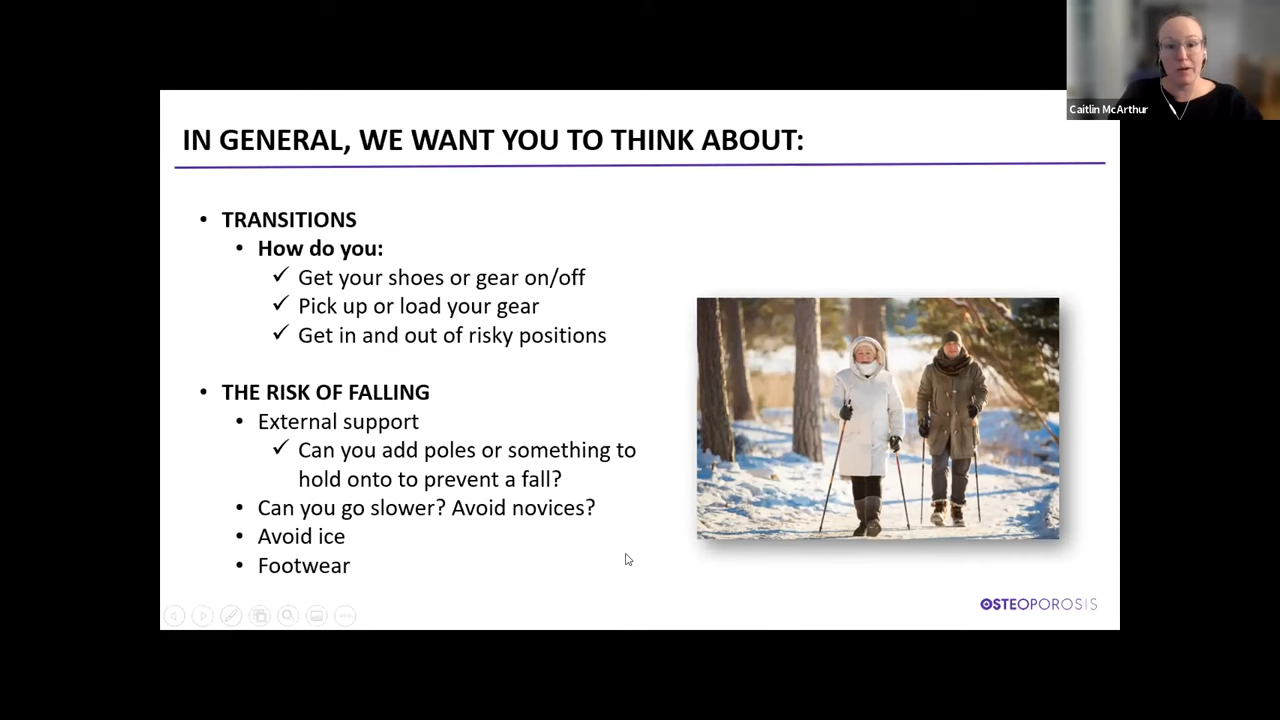 Caitlin McArthur
IN GENERAL, WE WANT YOU TO THINK ABOUT:
• TRANSITIONS
• How do you:
✓ Get your shoes or gear on/off
✓ Pick up or load your gear
✓ Get in and out of risky positions
• THE RISK OF FALLING
• External support
✓ Can you add poles or something to
hold onto to prevent a fall?
• Can you go slower? Avoid novices?
• Avoid ice
• Footwear
OSTEOPOROSIS